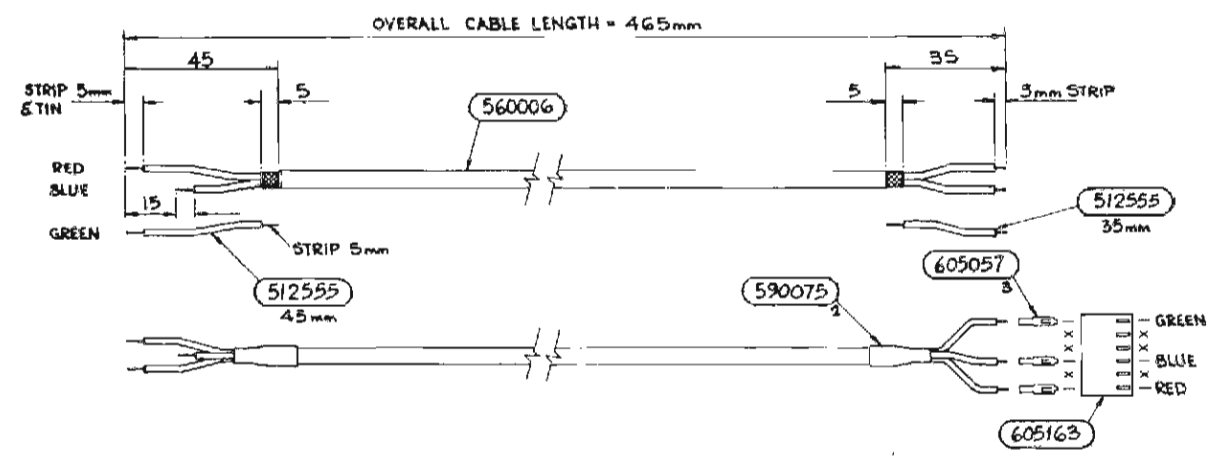 OVERALL CABLE LENGTH = 465mm
45
35
STRIP 5mm
& TIN
5
560006
5
3mm STRIP
RED
BLUE
15
GREEN
STRIP 5mm
512555
45mm
512555
35mm
605057
3
590075
2
GREEN
X X
X X
BLUE
X X
RED
605163